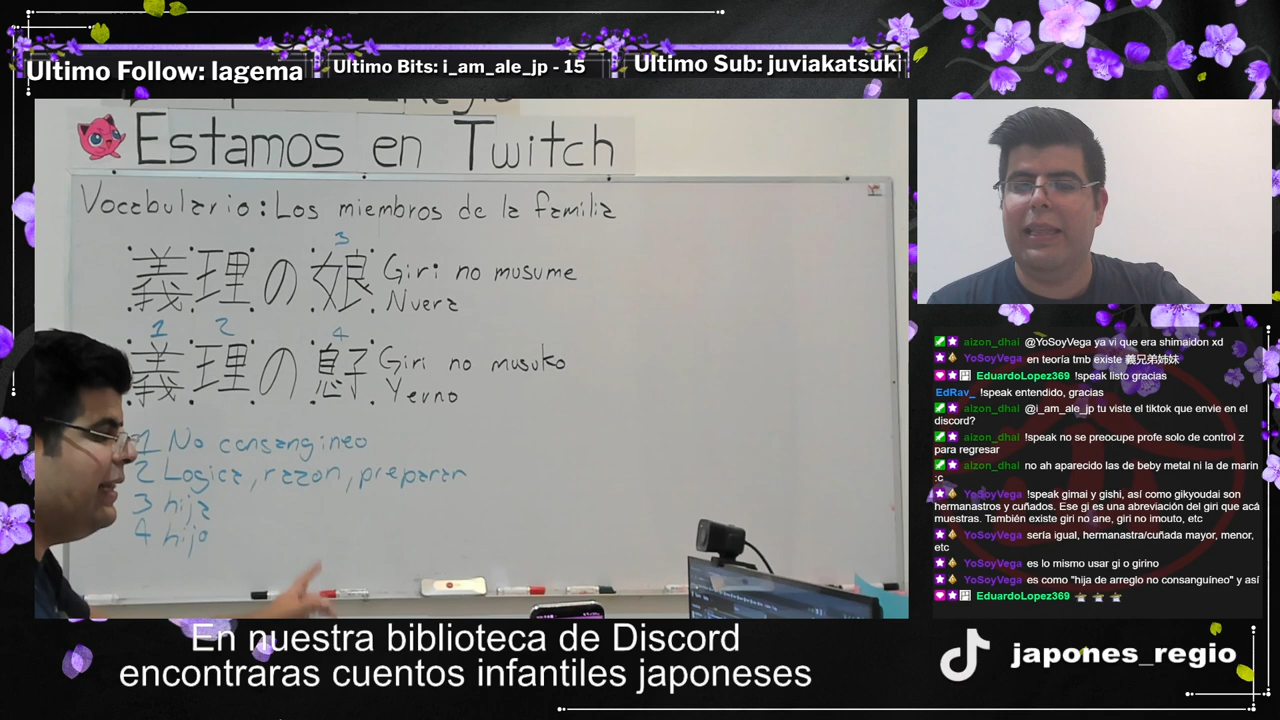 Ultimo Follow: lagema
Ultimo Bits: i_am_ale_jp - 15
Ultimo Sub: juviakatsuki
Estamos en Twitch
Vocabulario: Los miembros de la familia
3
義理の娘 Giri no musume
Nuera
1 2 4
義理の息子 Giri no musuko
Yerno
1 No consangineo
2 Logica, razon, preparar
3 hija
4 hijo
aizon_dhai @YoSoyVega ya vi que era shimaidon xd
YoSoyVega en teoría tmb existe 義兄弟姉妹
EduardoLopez369 !speak listo gracias
EdRav_ !speak entendido, gracias
aizon_dhai @i_am_ale_jp tu viste el tiktok que envie en el
discord?
aizon_dhai !speak no se preocupe profe solo de control z
para regresar
aizon_dhai no ah aparecido las de beby metal ni la de marin
:c
YoSoyVega !speak gimai y gishi, así como gikyoudai son
hermanastros y cuñados. Ese gi es una abreviación del giri que acá
muestras. También existe giri no ane, giri no imouto, etc
YoSoyVega sería igual, hermanastra/cuñada mayor, menor,
etc
YoSoyVega es lo mismo usar gi o girino
YoSoyVega es como "hija de arreglo no consanguíneo" y así
EduardoLopez369
En nuestra biblioteca de Discord
encontraras cuentos infantiles japoneses
japones_regio